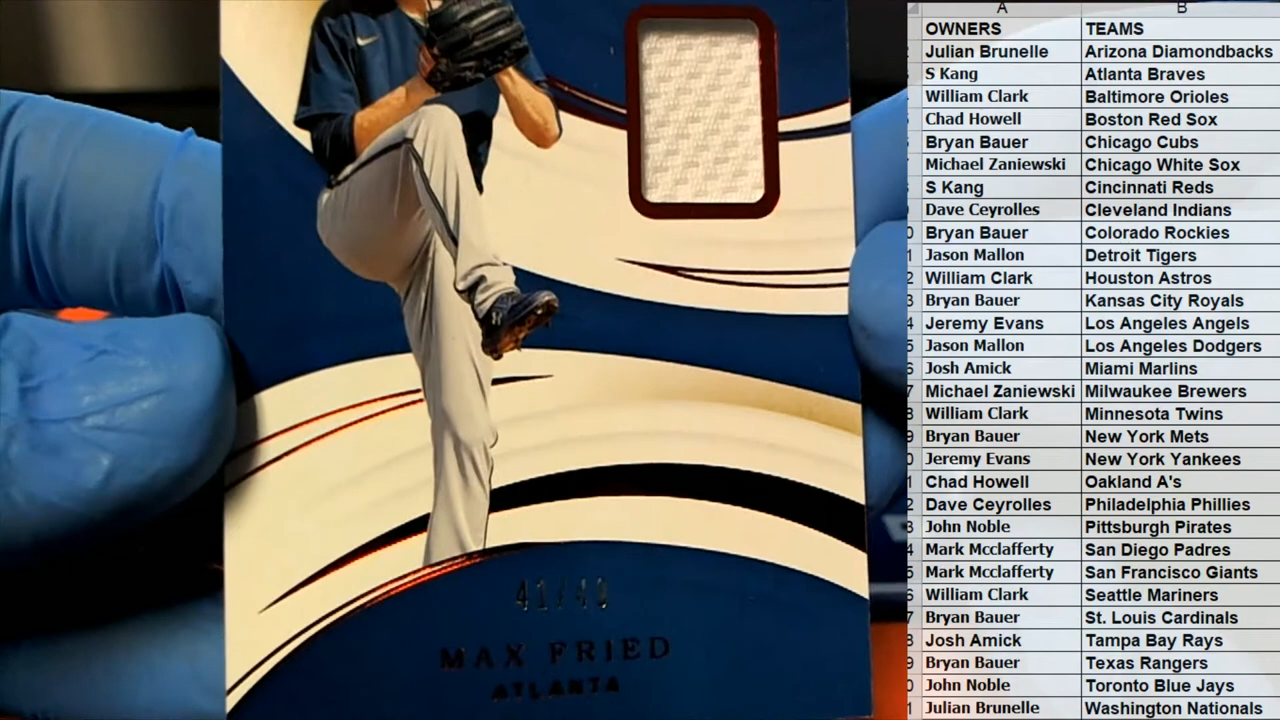 41/49
MAX FRIED
ATLANTA
A B
OWNERS TEAMS
Julian Brunelle Arizona Diamondbacks
S Kang Atlanta Braves
William Clark Baltimore Orioles
Chad Howell Boston Red Sox
Bryan Bauer Chicago Cubs
Michael Zaniewski Chicago White Sox
S Kang Cincinnati Reds
Dave Ceyrolles Cleveland Indians
Bryan Bauer Colorado Rockies
Jason Mallon Detroit Tigers
William Clark Houston Astros
Bryan Bauer Kansas City Royals
Jeremy Evans Los Angeles Angels
Jason Mallon Los Angeles Dodgers
Josh Amick Miami Marlins
Michael Zaniewski Milwaukee Brewers
William Clark Minnesota Twins
Bryan Bauer New York Mets
Jeremy Evans New York Yankees
Chad Howell Oakland A's
Dave Ceyrolles Philadelphia Phillies
John Noble Pittsburgh Pirates
Mark Mcclafferty San Diego Padres
Mark Mcclafferty San Francisco Giants
William Clark Seattle Mariners
Bryan Bauer St. Louis Cardinals
Josh Amick Tampa Bay Rays
Bryan Bauer Texas Rangers
John Noble Toronto Blue Jays
Julian Brunelle Washington Nationals